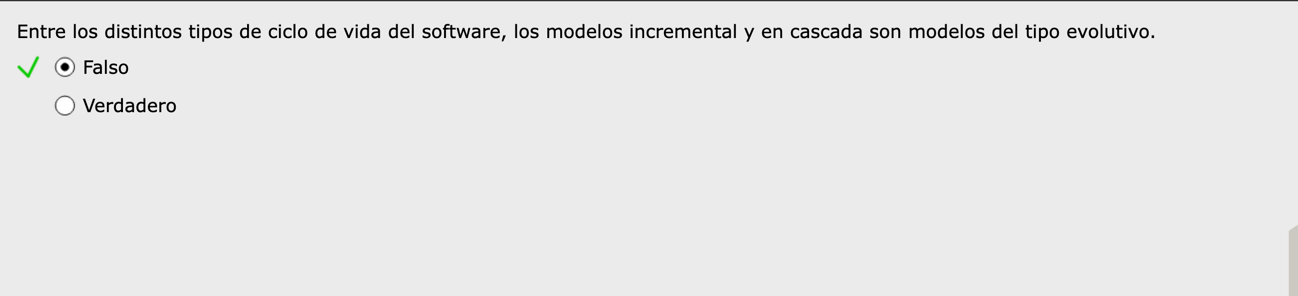 Entre los distintos tipos de ciclo de vida del software, los modelos incremental y en cascada son modelos del tipo evolutivo.
Falso
Verdadero